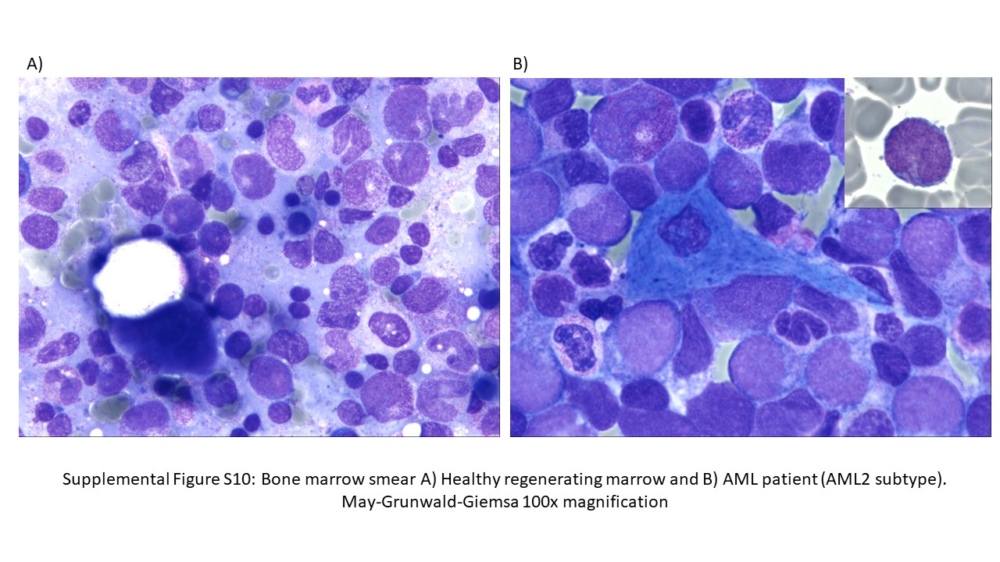 A)
B)
Supplemental Figure S10: Bone marrow smear A) Healthy regenerating marrow and B) AML patient (AML2 subtype).
May-Grunwald-Giemsa 100x magnification